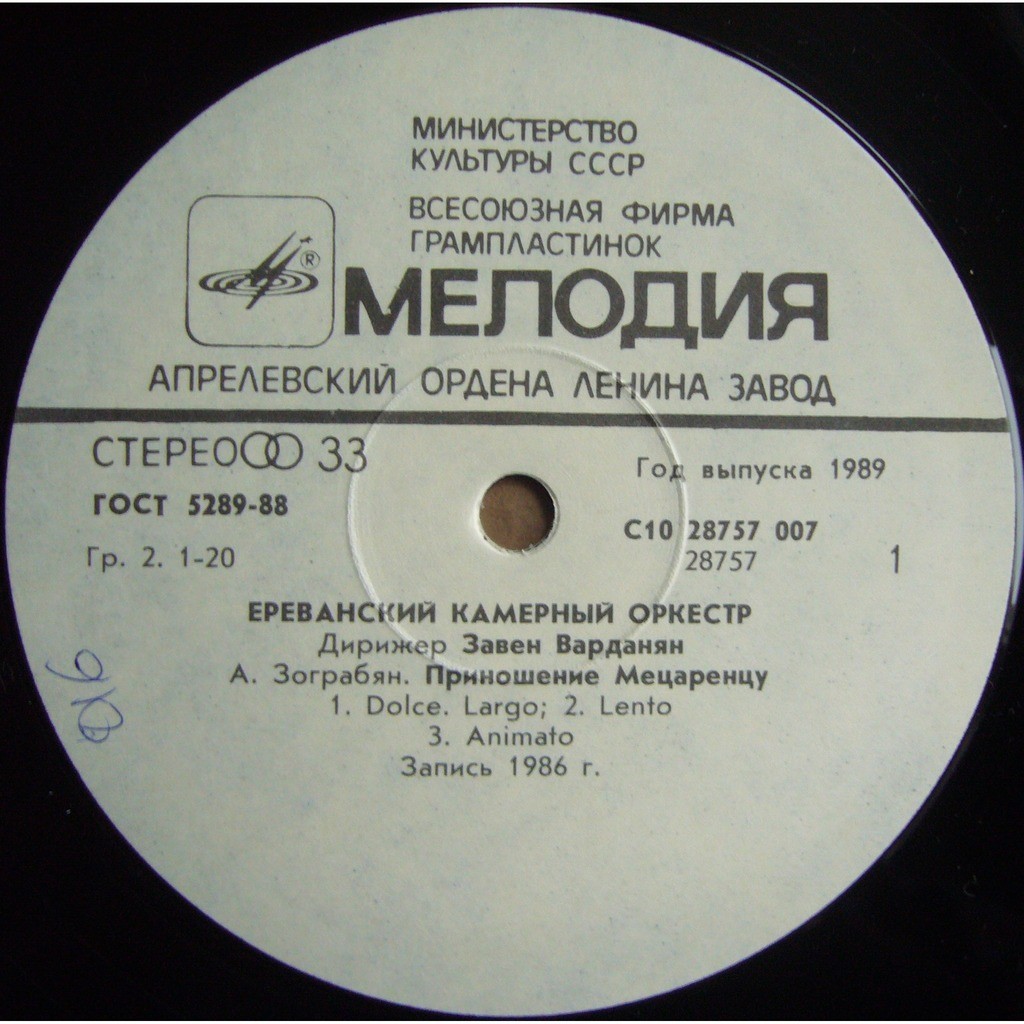 МИНИСТЕРСТВО
КУЛЬТУРЫ СССР
ВСЕСОЮЗНАЯ ФИРМА
ГРАМПЛАСТИНОК
®
МЕЛОДИЯ
АПРЕЛЕВСКИЙ ОРДЕНА ЛЕНИНА ЗАВОД
СТЕРЕО 33
Год выпуска 1989
ГОСТ 5289-88
С10 28757 007
Гр. 2. 1-20
28757
1
ЕРЕВАНСКИЙ КАМЕРНЫЙ ОРКЕСТР
Дирижер Завен Варданян
А. Зограбян. Приношение Мецаренцу
1. Dolce. Largo; 2. Lento
3. Animato
Запись 1986 г.